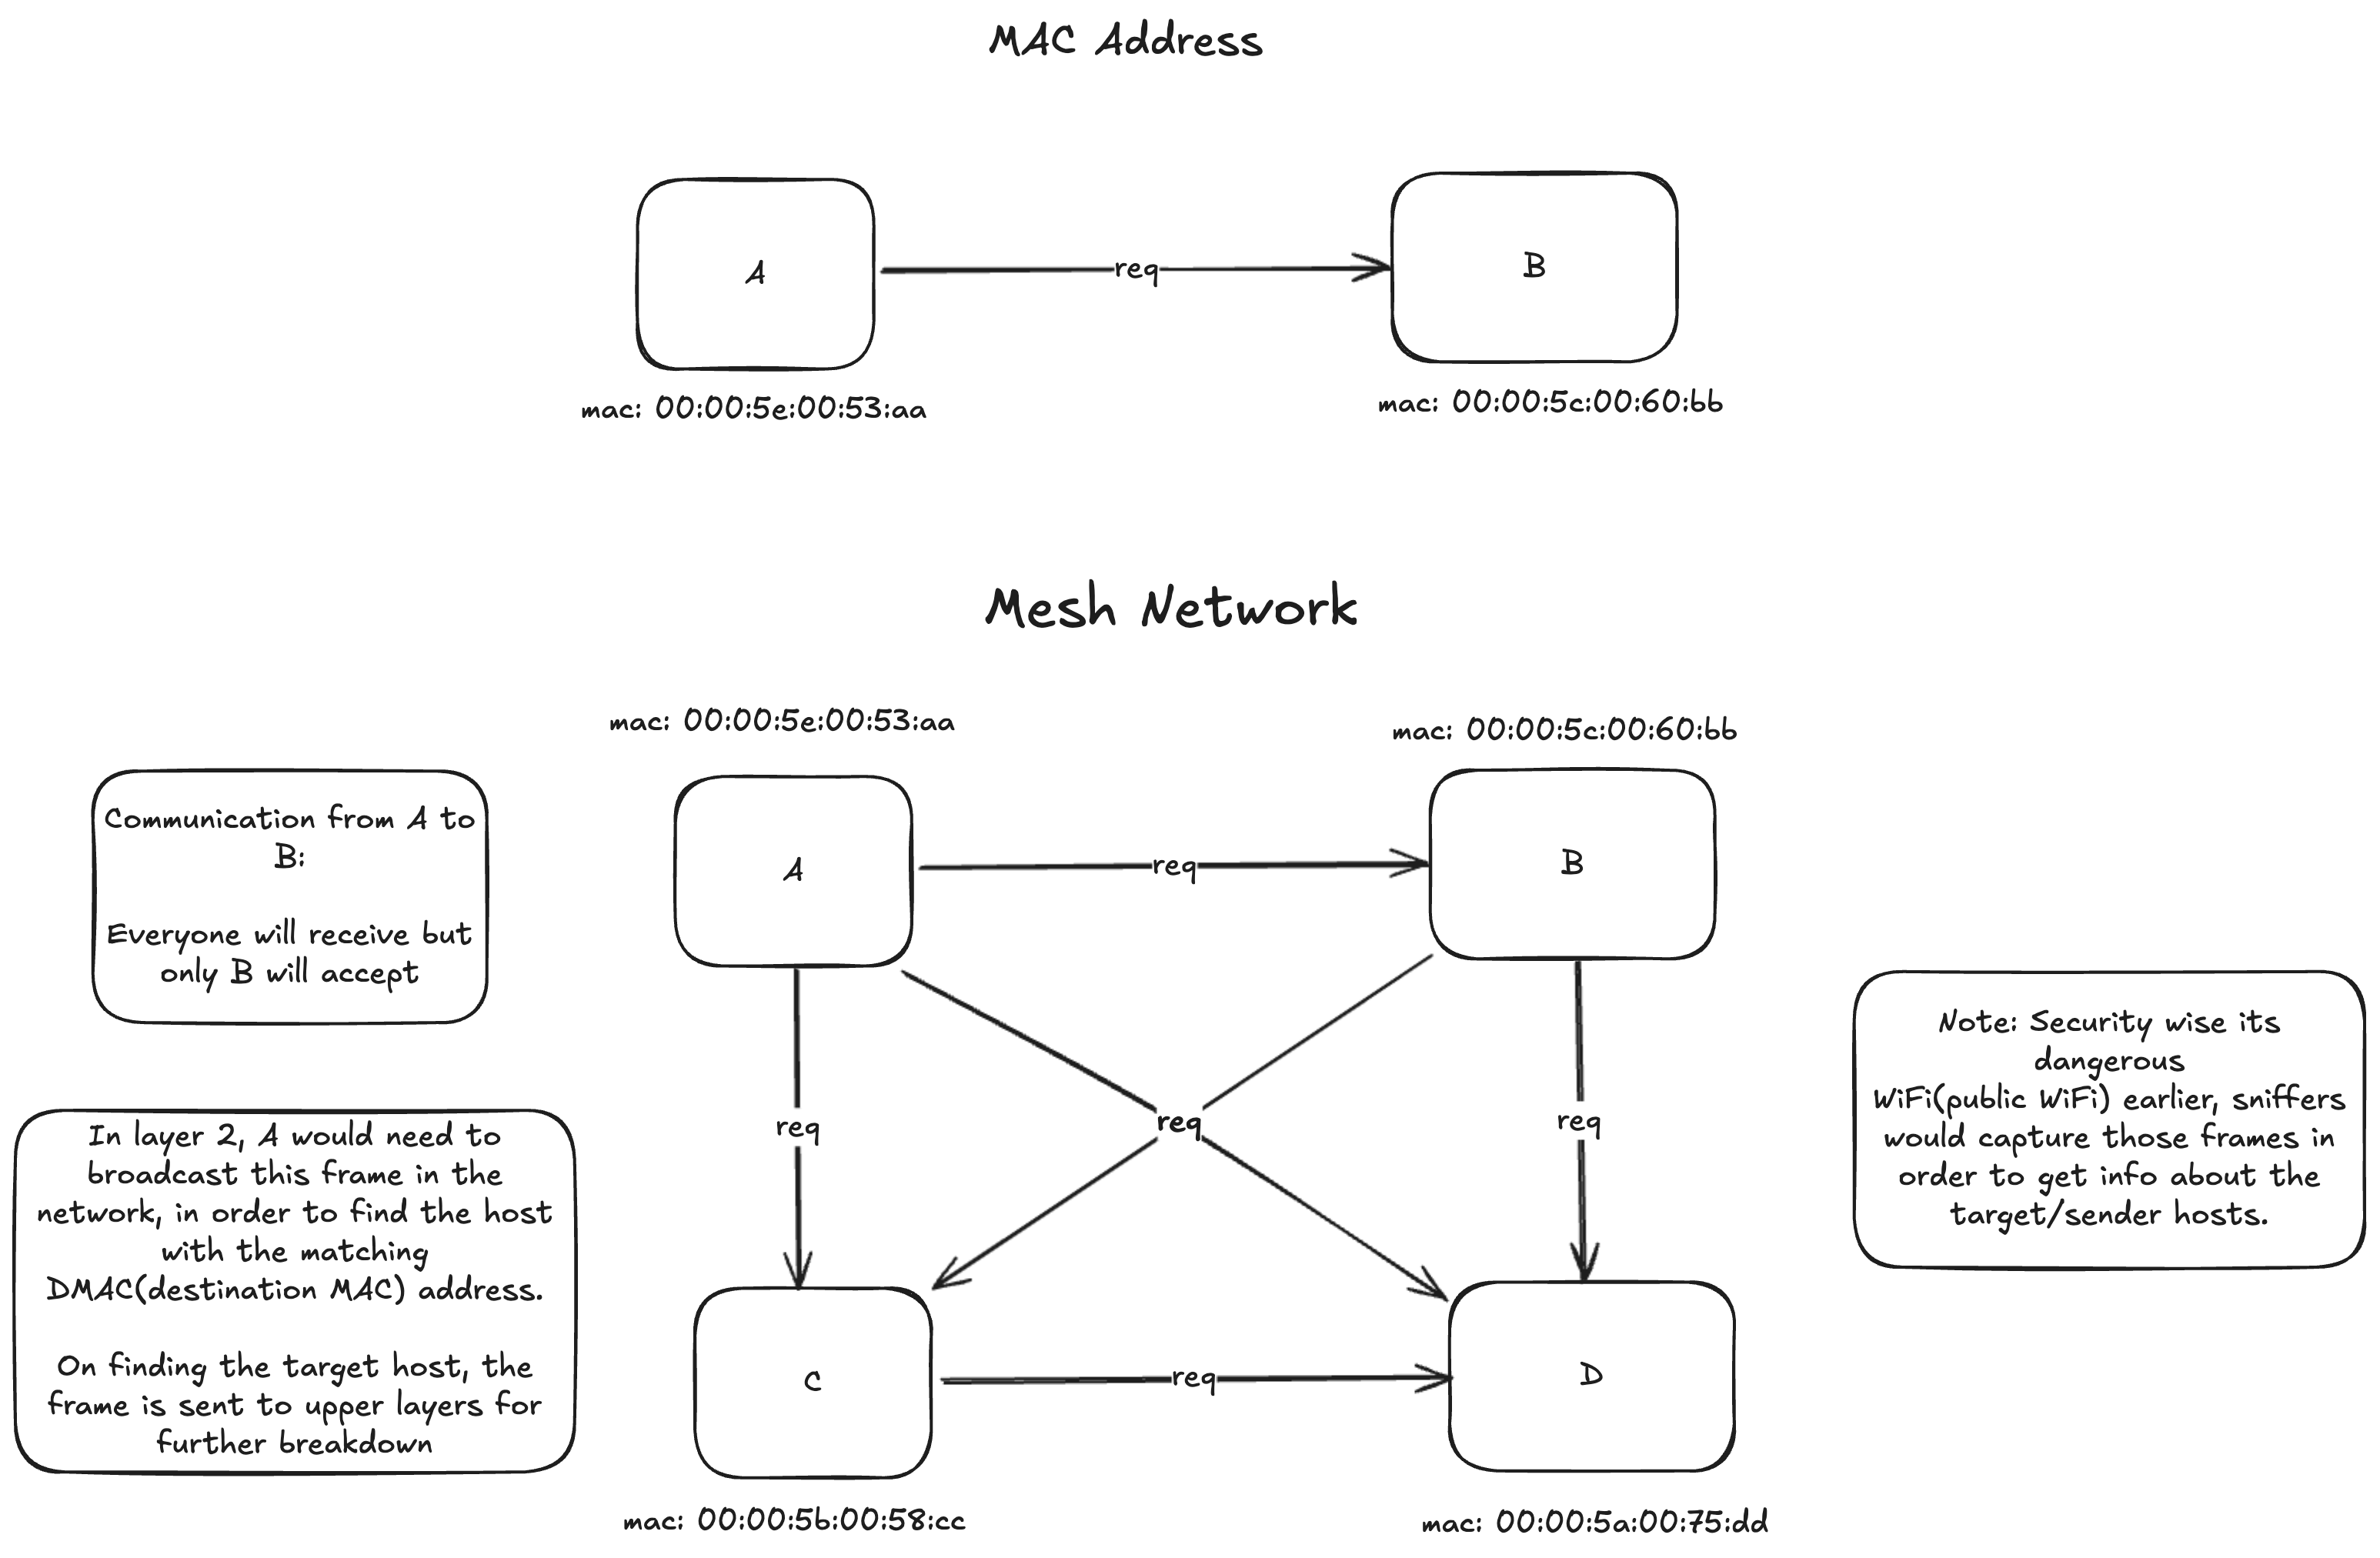 MAC Address
A
req
B
mac: 00:00:5e:00:53:aa
mac: 00:00:5c:00:60:bb
Mesh Network
mac: 00:00:5e:00:53:aa
mac: 00:00:5c:00:60:bb
Communication from A to
B:
Everyone will receive but
only B will accept
A
req
B
In layer 2, A would need to
broadcast this frame in the
network, in order to find the host
with the matching
DMAC(destination MAC) address.
On finding the target host, the
frame is sent to upper layers for
further breakdown
req
req
req
Note: Security wise its
dangerous
WiFi(public WiFi) earlier, sniffers
would capture those frames in
order to get info about the
target/sender hosts.
C
req
D
mac: 00:00:5b:00:58:cc
mac: 00:00:5a:00:75:dd